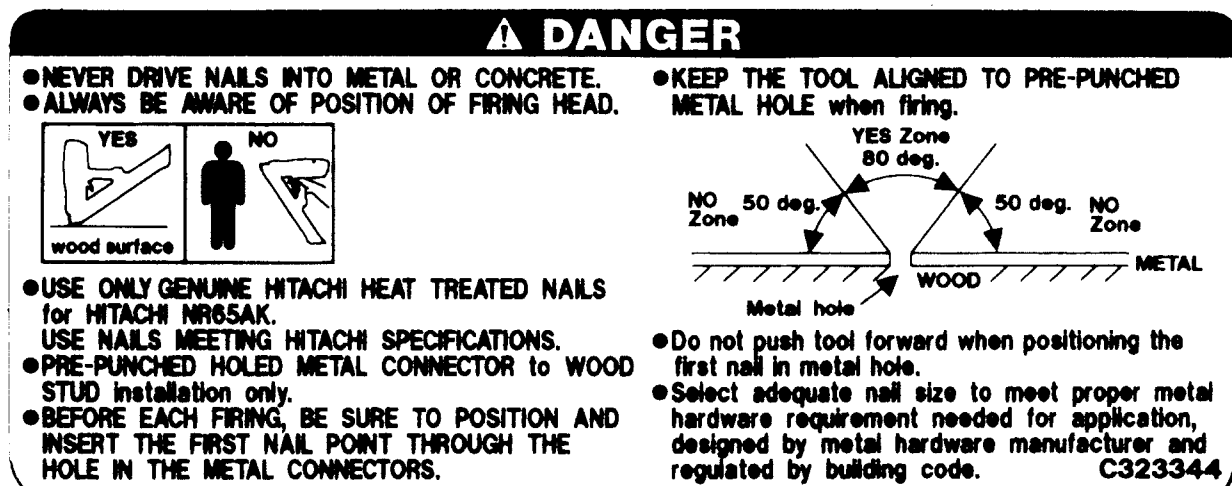 DANGER
●NEVER DRIVE NAILS INTO METAL OR CONCRETE.
●ALWAYS BE AWARE OF POSITION OF FIRING HEAD.
YES
NO
wood surface
●USE ONLY GENUINE HITACHI HEAT TREATED NAILS
for HITACHI NR65AK.
USE NAILS MEETING HITACHI SPECIFICATIONS.
●PRE-PUNCHED HOLED METAL CONNECTOR to WOOD
STUD installation only.
●BEFORE EACH FIRING, BE SURE TO POSITION AND
INSERT THE FIRST NAIL POINT THROUGH THE
HOLE IN THE METAL CONNECTORS.
●KEEP THE TOOL ALIGNED TO PRE-PUNCHED
METAL HOLE when firing.
YES Zone
80 deg.
NO
Zone
50 deg.
50 deg.
NO
Zone
METAL
WOOD
Metal hole
●Do not push tool forward when positioning the
first nail in metal hole.
●Select adequate nail size to meet proper metal
hardware requirement needed for application,
designed by metal hardware manufacturer and
regulated by building code.
C323344